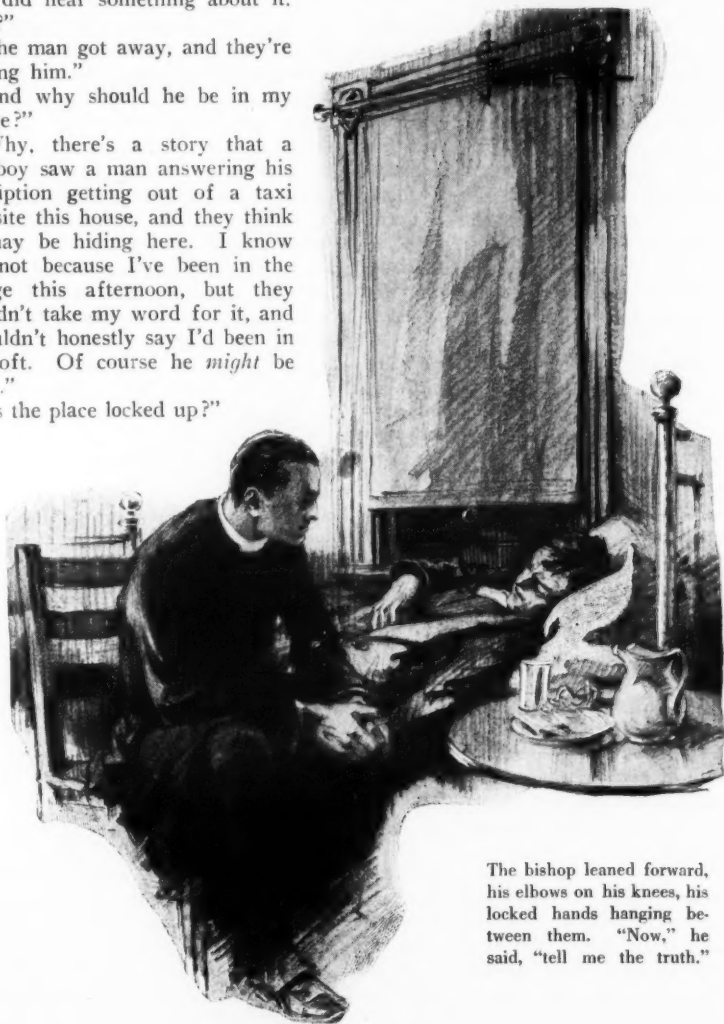 did hear something about it.
?”
he man got away, and they’re
ng him.”
nd why should he be in my
e?”
hy, there’s a story that a
boy saw a man answering his
iption getting out of a taxi
site this house, and they think
ay be hiding here. I know
not because I’ve been in the
ge this afternoon, but they
dn’t take my word for it, and
ldn’t honestly say I’d been in
oft. Of course he might be
.”
s the place locked up?”
The bishop leaned forward,
his elbows on his knees, his
locked hands hanging be-
tween them. “Now,” he
said, “tell me the truth.”